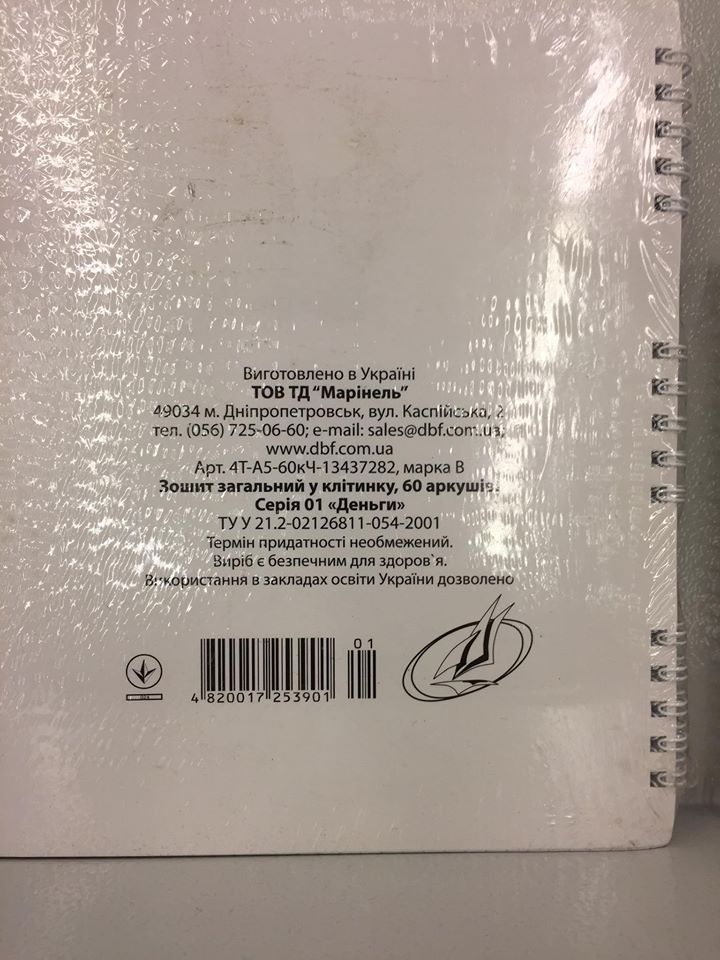 Виготовлено в Україні
ТОВ ТД “Марінель”
49034 м. Дніпропетровськ, вул. Каспійська, 2
тел. (056) 725-06-60; e-mail: sales@dbf.com.ua;
www.dbf.com.ua
Арт. 4Т-А5-60кЧ-13437282, марка В
Зошит загальний у клітинку, 60 аркушів.
Серія 01 «Деньги»
ТУ У 21.2-02126811-054-2001
Термін придатності необмежений.
Виріб є безпечним для здоров`я.
Використання в закладах освіти України дозволено
01
4 820017 253901